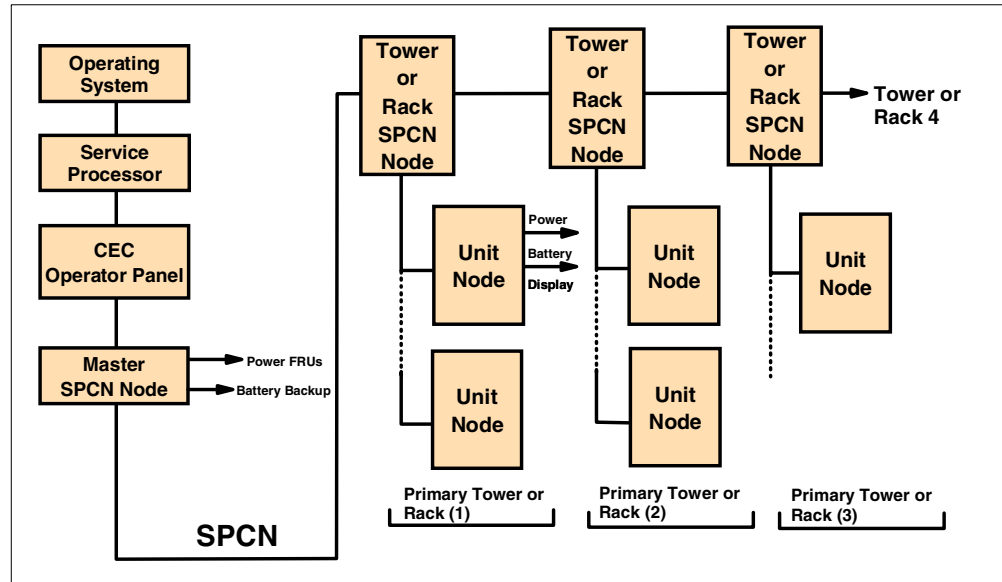 Operating
System
Service
Processor
CEC
Operator Panel
Master
SPCN Node
Power FRUs
Battery Backup
SPCN
Tower
or
Rack
SPCN
Node
Tower
or
Rack
SPCN
Node
Tower
or
Rack
SPCN
Node
Tower or
Rack 4
Unit
Node
Power
Battery
Display
Unit
Node
Unit
Node
Unit
Node
Unit
Node
Primary Tower or
Rack (1)
Primary Tower or
Rack (2)
Primary Tower or
Rack (3)